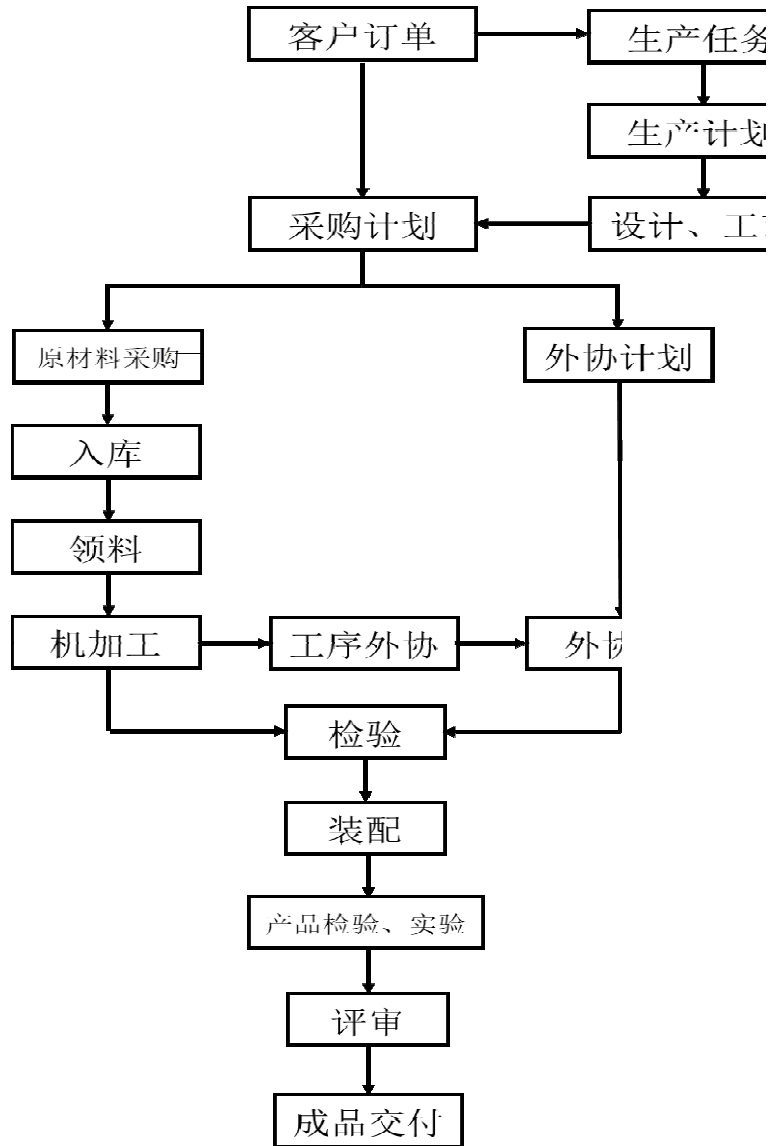 客户订单
生产任务
生产计划
采购计划
设计、工
原材料采购
外协计划
入库
领料
机加工
工序外协
外协
检验
装配
产品检验、实验
评审
成品交付